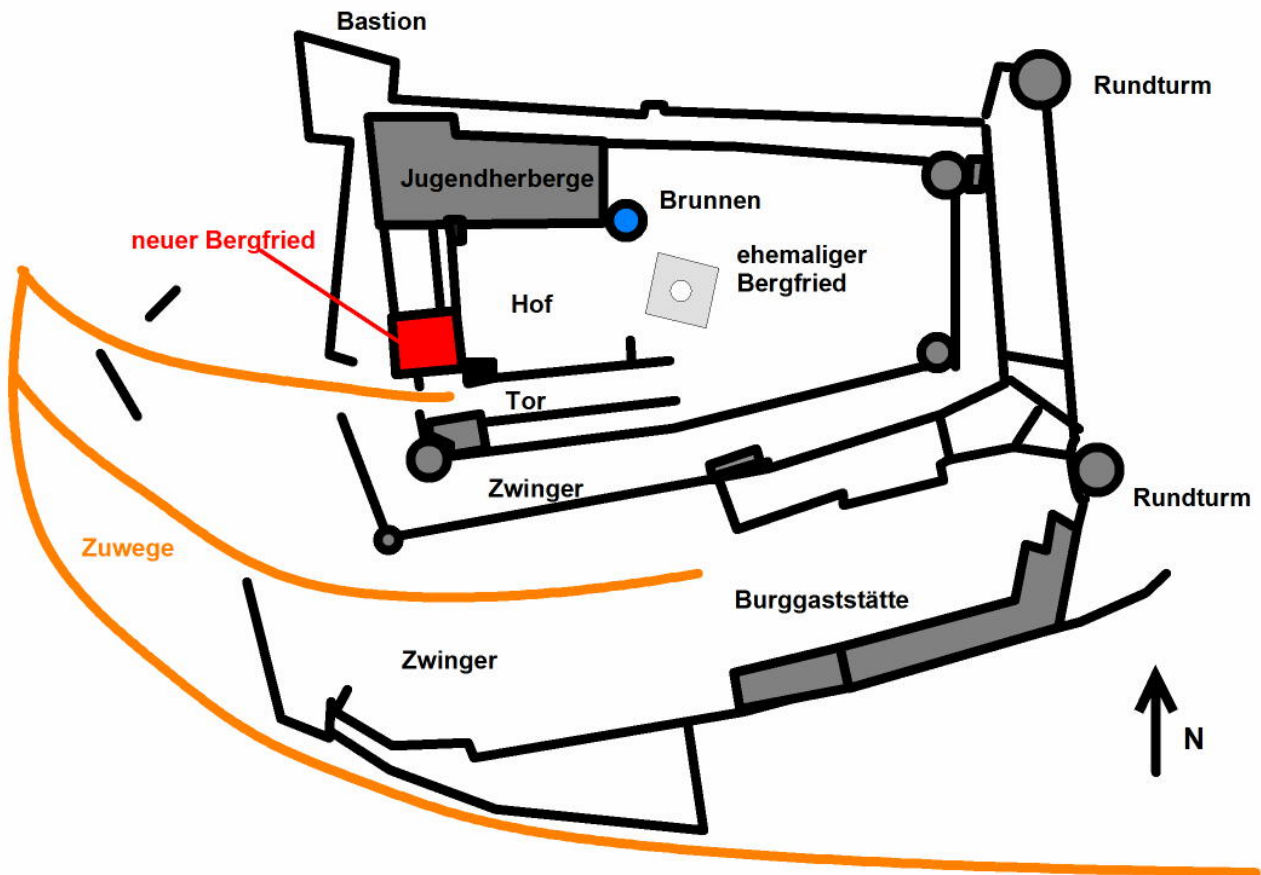 Bastion
Rundturm
Jugendherberge
Brunnen
neuer Bergfried
ehemaliger
Bergfried
Hof
Tor
Zwinger
Rundturm
Zuwege
Burggaststätte
Zwinger
N